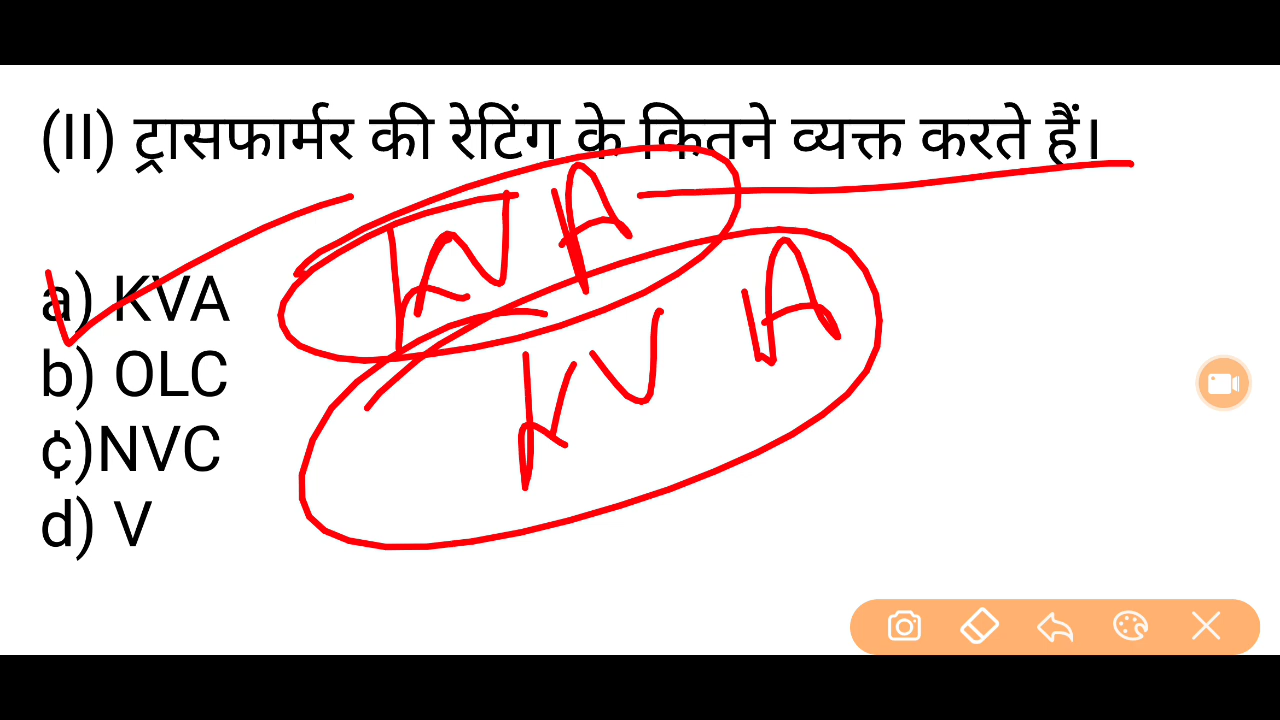 (II) ट्रासफार्मर की रेटिंग के कितने व्यक्त करते हैं।
KVA
a) KVA
KVA
b) OLC
¢)NVC
d) V